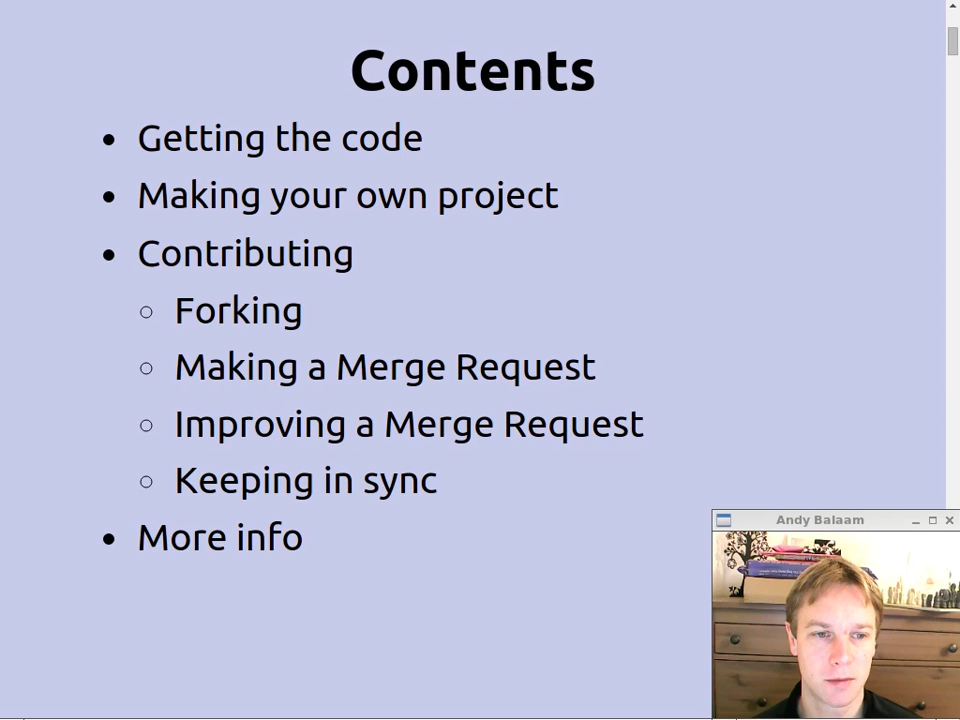 Contents
Getting the code
Making your own project
Contributing
Forking
Making a Merge Request
Improving a Merge Request
Keeping in sync
More info
Andy Balaam